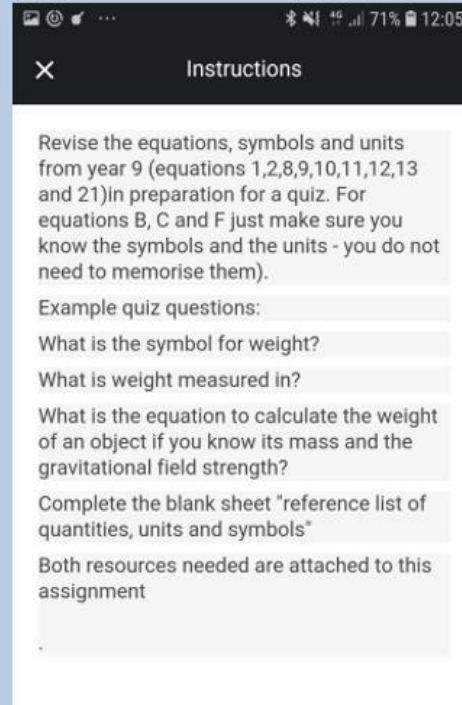 4G 71% 12:05
Instructions
Revise the equations, symbols and units
from year 9 (equations 1,2,8,9,10,11,12,13
and 21)in preparation for a quiz. For
equations B, C and F just make sure you
know the symbols and the units - you do not
need to memorise them).
Example quiz questions:
What is the symbol for weight?
What is weight measured in?
What is the equation to calculate the weight
of an object if you know its mass and the
gravitational field strength?
Complete the blank sheet "reference list of
quantities, units and symbols"
Both resources needed are attached to this
assignment
.